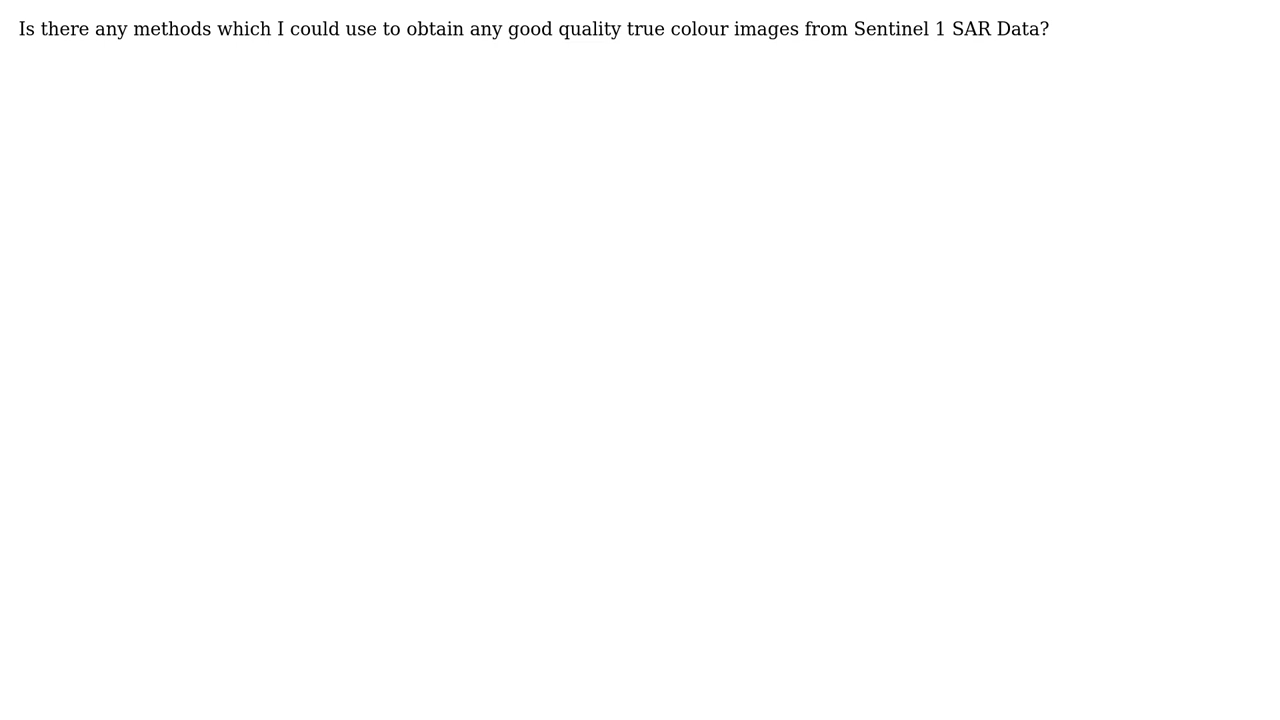 Is there any methods which I could use to obtain any good quality true colour images from Sentinel 1 SAR Data?